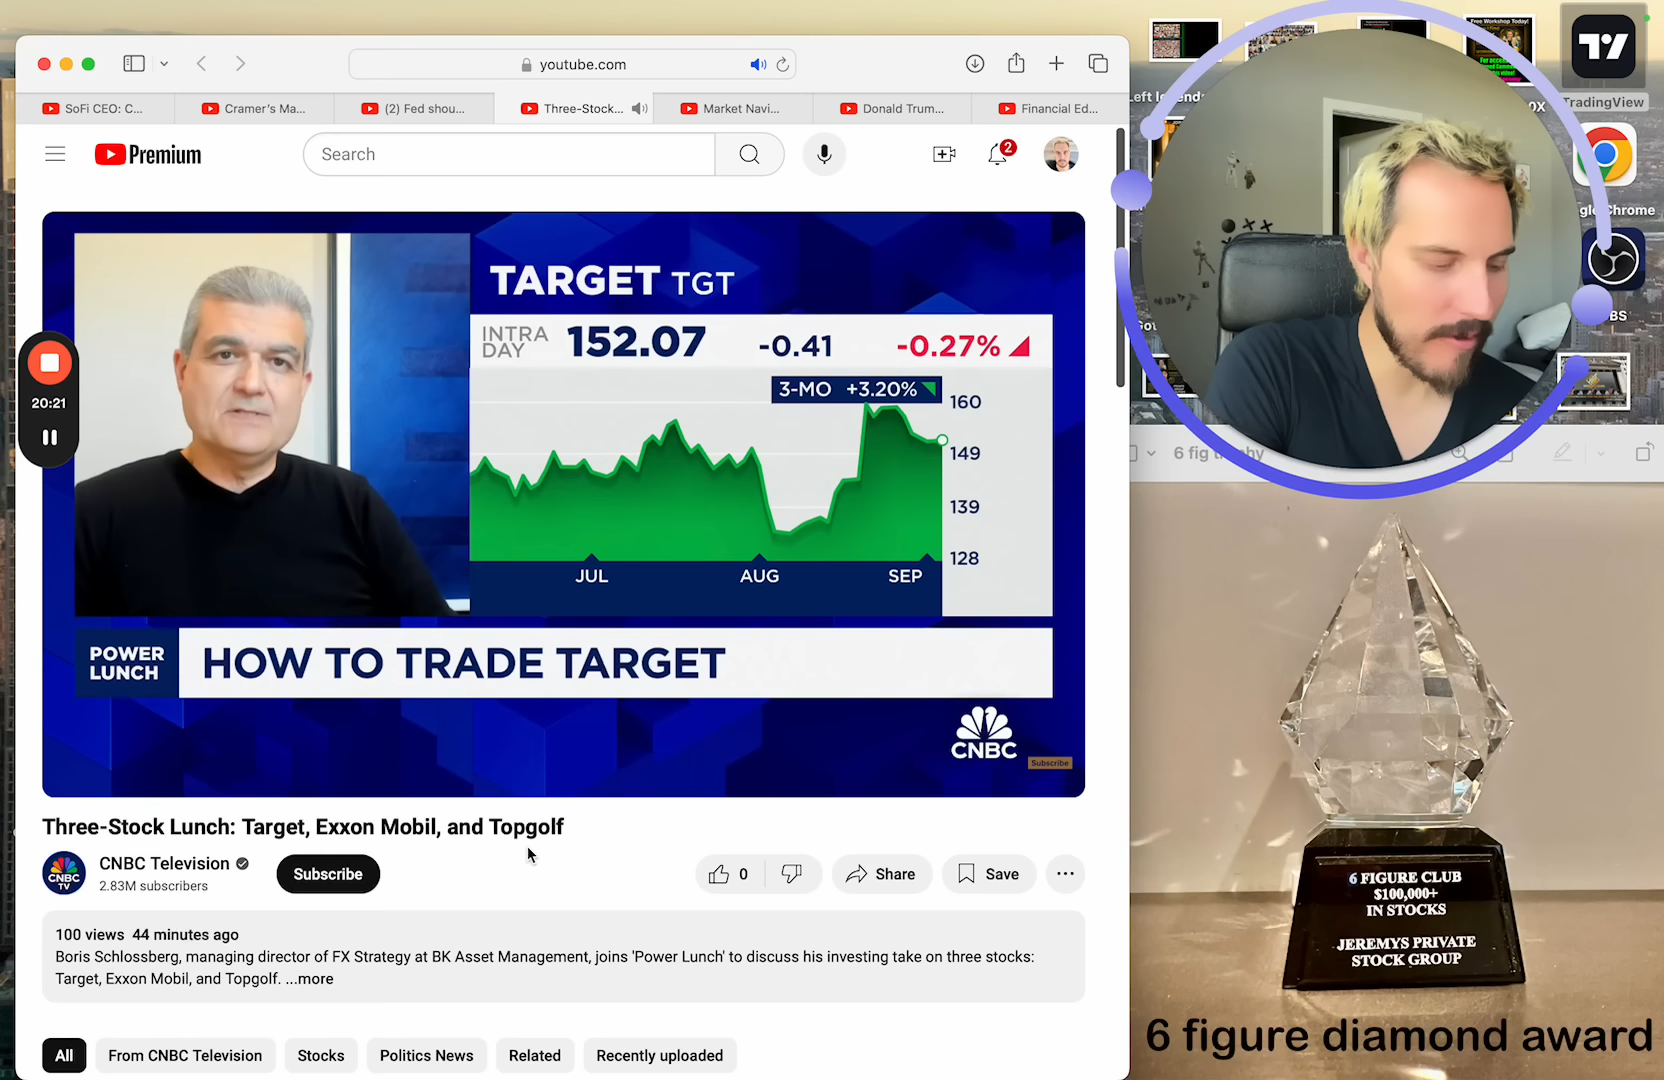 youtube.com
SoFi CEO: C...
Cramer's Ma...
(2) Fed shou...
Three-Stock...
Market Navi...
Donald Trum...
Financial Ed...
Premium
Search
2
TARGET TGT
INTRA
DAY
152.07
-0.41
-0.27%
3-MO +3.20%
160
149
139
128
JUL
AUG
SEP
POWER
LUNCH
HOW TO TRADE TARGET
CNBC
Subscribe
20:21
Three-Stock Lunch: Target, Exxon Mobil, and Topgolf
CNBC
TV
CNBC Television
2.83M subscribers
Subscribe
0
Share
Save
100 views 44 minutes ago
Boris Schlossberg, managing director of FX Strategy at BK Asset Management, joins 'Power Lunch' to discuss his investing take on three stocks:
Target, Exxon Mobil, and Topgolf. ...more
All
From CNBC Television
Stocks
Politics News
Related
Recently uploaded
Free Workshop Today!
TradingView
6 FIGURE CLUB
$100,000+
IN STOCKS
JEREMYS PRIVATE
STOCK GROUP
6 figure diamond award